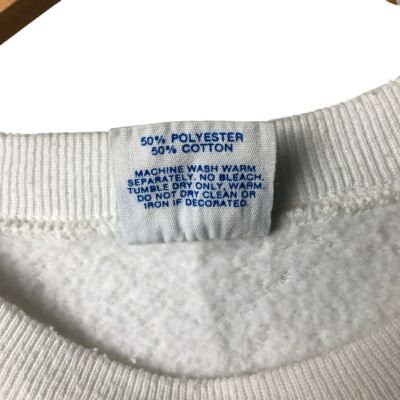 50% POLYESTER
50% COTTON
MACHINE WASH WARM
SEPARATELY. NO BLEACH.
TUMBLE DRY ONLY, WARM.
DO NOT DRY CLEAN OR
IRON IF DECORATED.